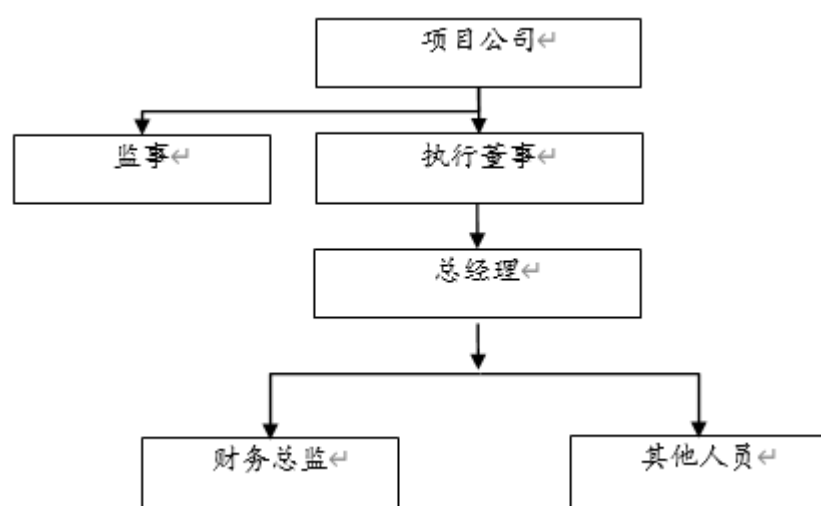 项目公司
监事
执行董事
总经理
财务总监
其他人员